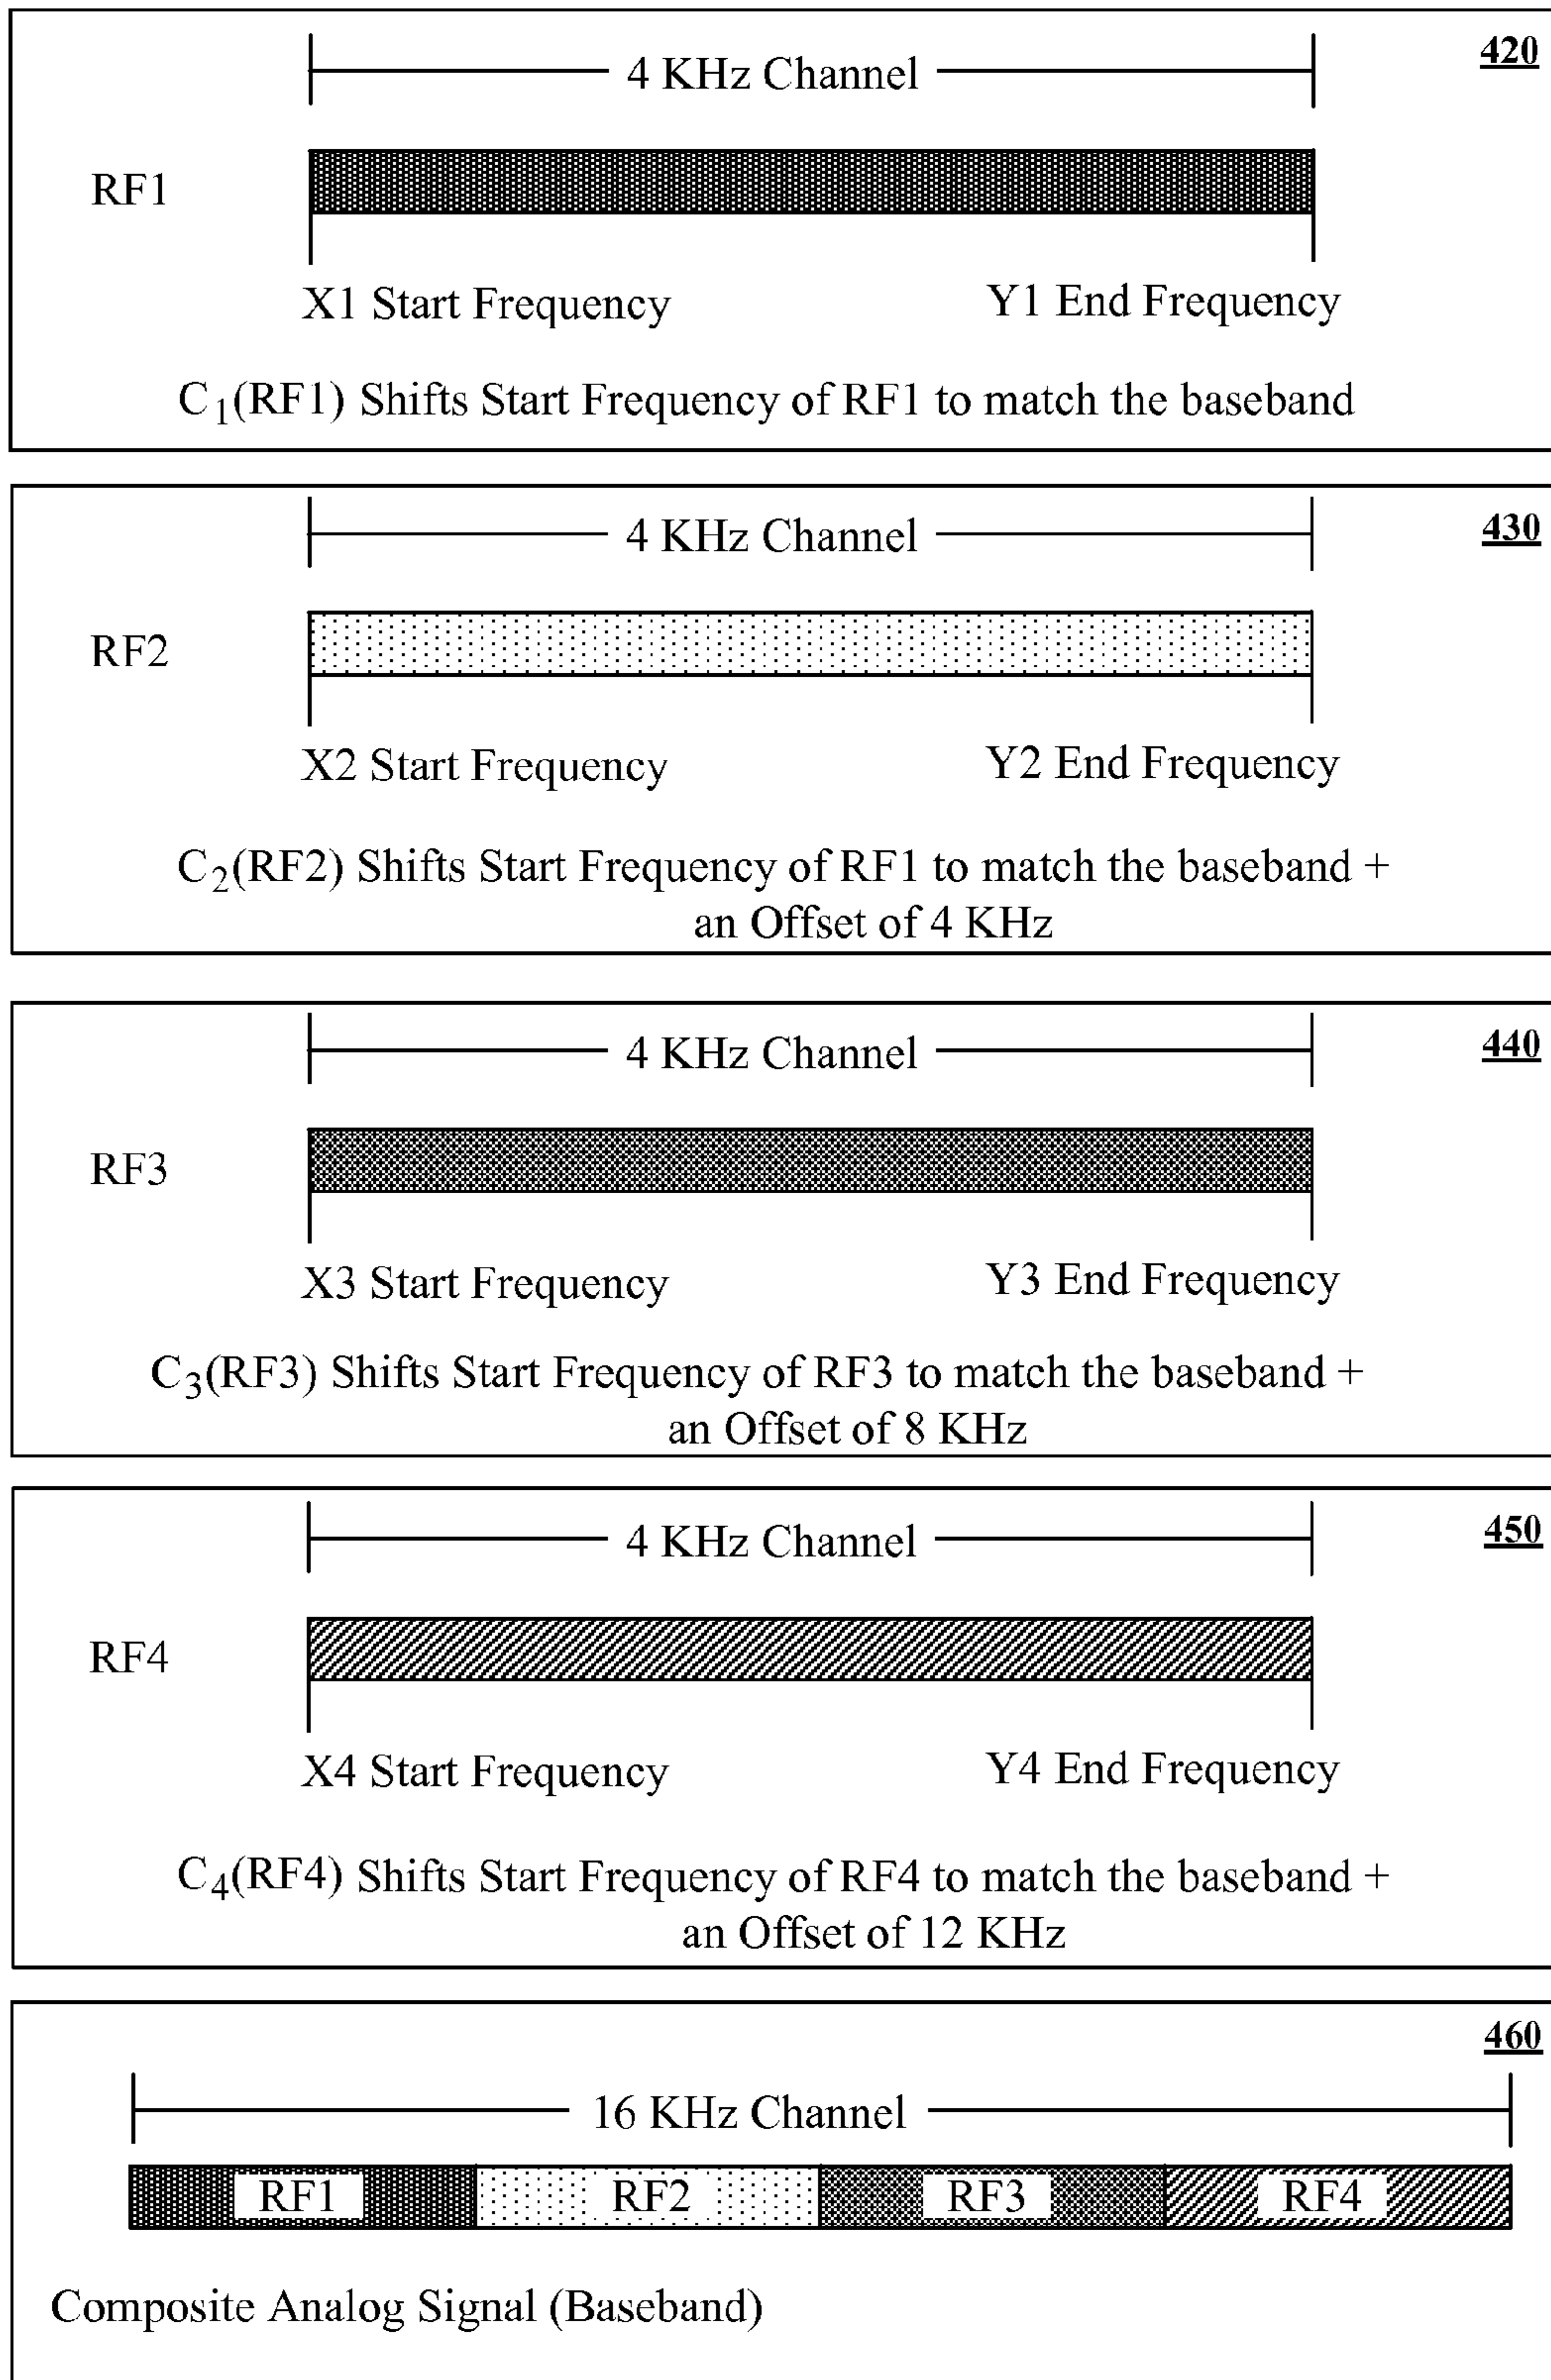 420
4 KHz Channel
RF1
X1 Start Frequency Y1 End Frequency
C1(RF1) Shifts Start Frequency of RF1 to match the baseband
430
4 KHz Channel
RF2
X2 Start Frequency Y2 End Frequency
C2(RF2) Shifts Start Frequency of RF1 to match the baseband +
an Offset of 4 KHz
440
4 KHz Channel
RF3
X3 Start Frequency Y3 End Frequency
C3(RF3) Shifts Start Frequency of RF3 to match the baseband +
an Offset of 8 KHz
450
4 KHz Channel
RF4
X4 Start Frequency Y4 End Frequency
C4(RF4) Shifts Start Frequency of RF4 to match the baseband +
an Offset of 12 KHz
460
16 KHz Channel
RF1 RF2 RF3 RF4
Composite Analog Signal (Baseband)